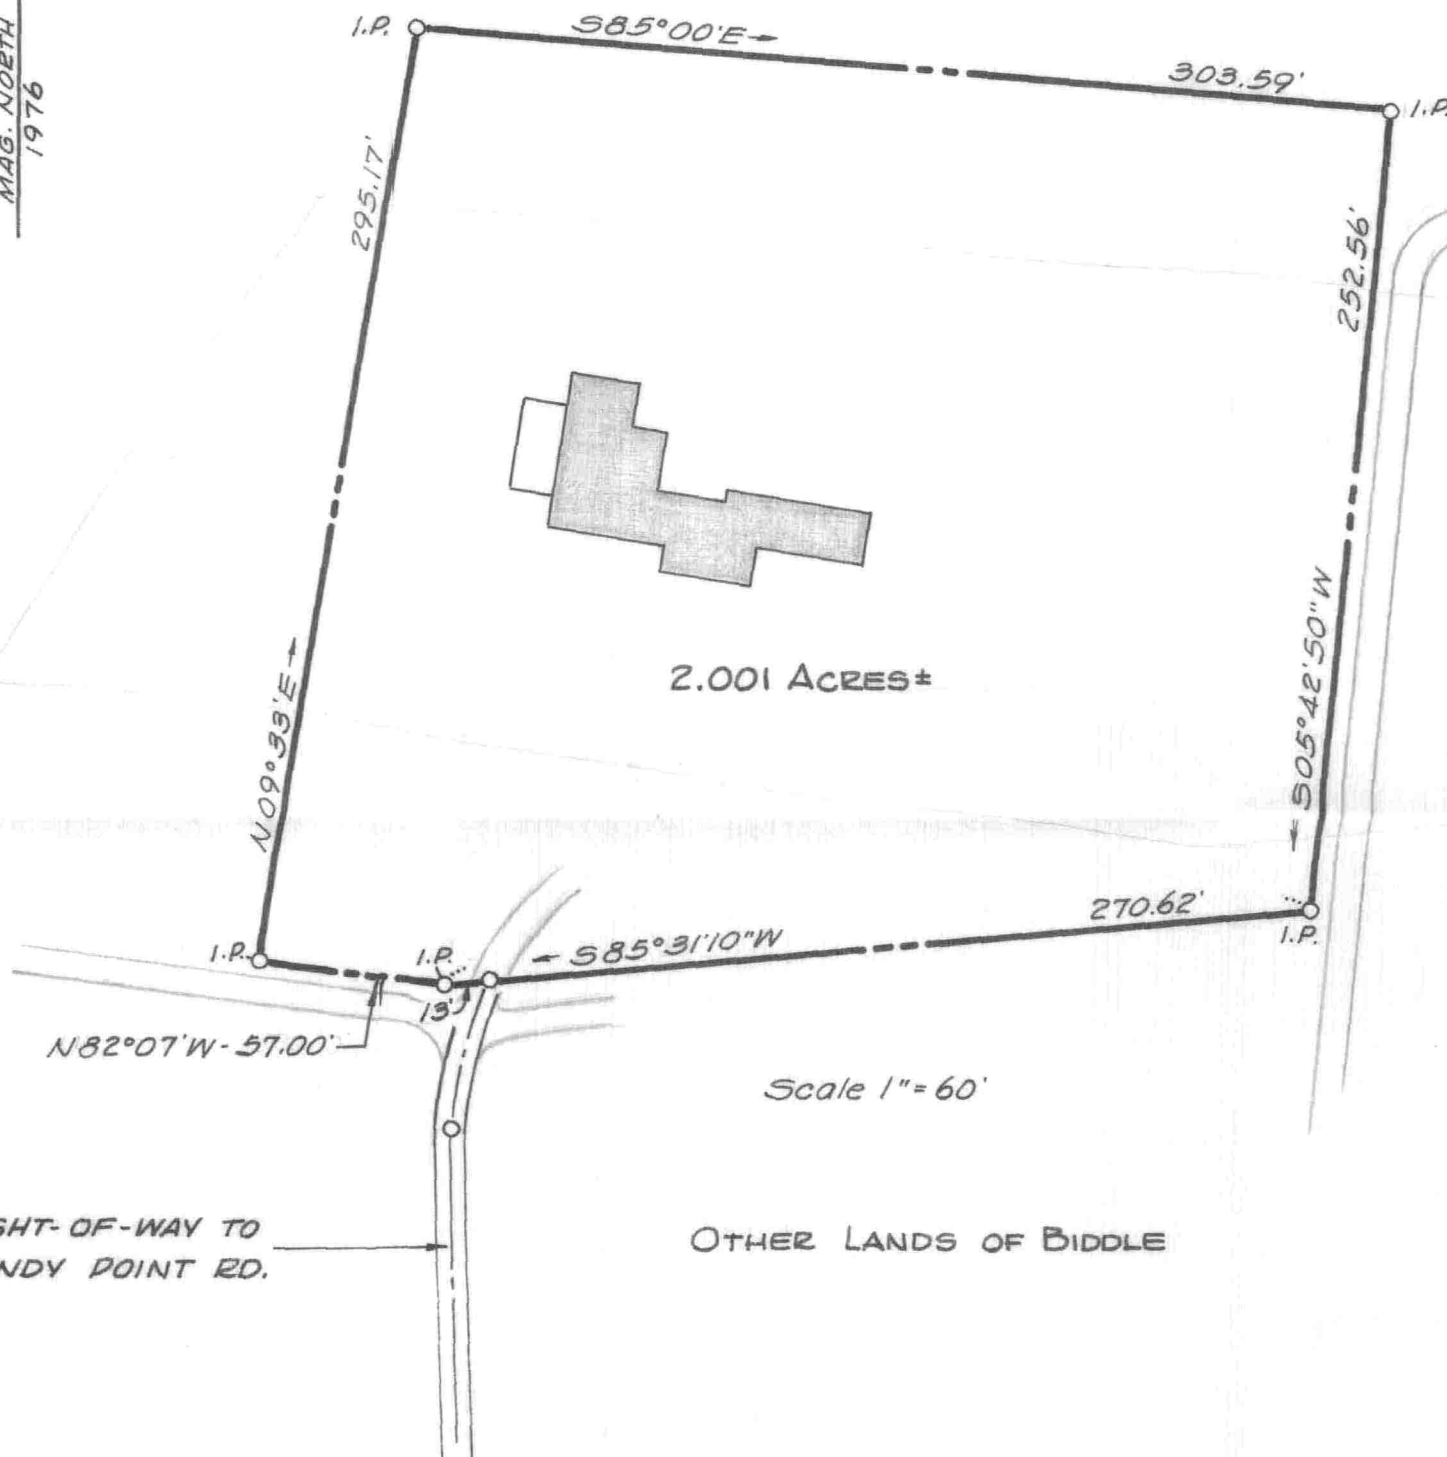 MAG. NORTH
1976
I.P.
S85°00'E
303.59'
I.P.
295.17'
252.56'
N09°33'E
S05°42'50"W
2.001 ACRES±
270.62'
I.P.
I.P.
I.P.
S85°31'10"W
13'
N82°07'W-57.00'
Scale 1"=60'
GHT-OF-WAY TO
NDY POINT RD.
OTHER LANDS OF BIDDLE